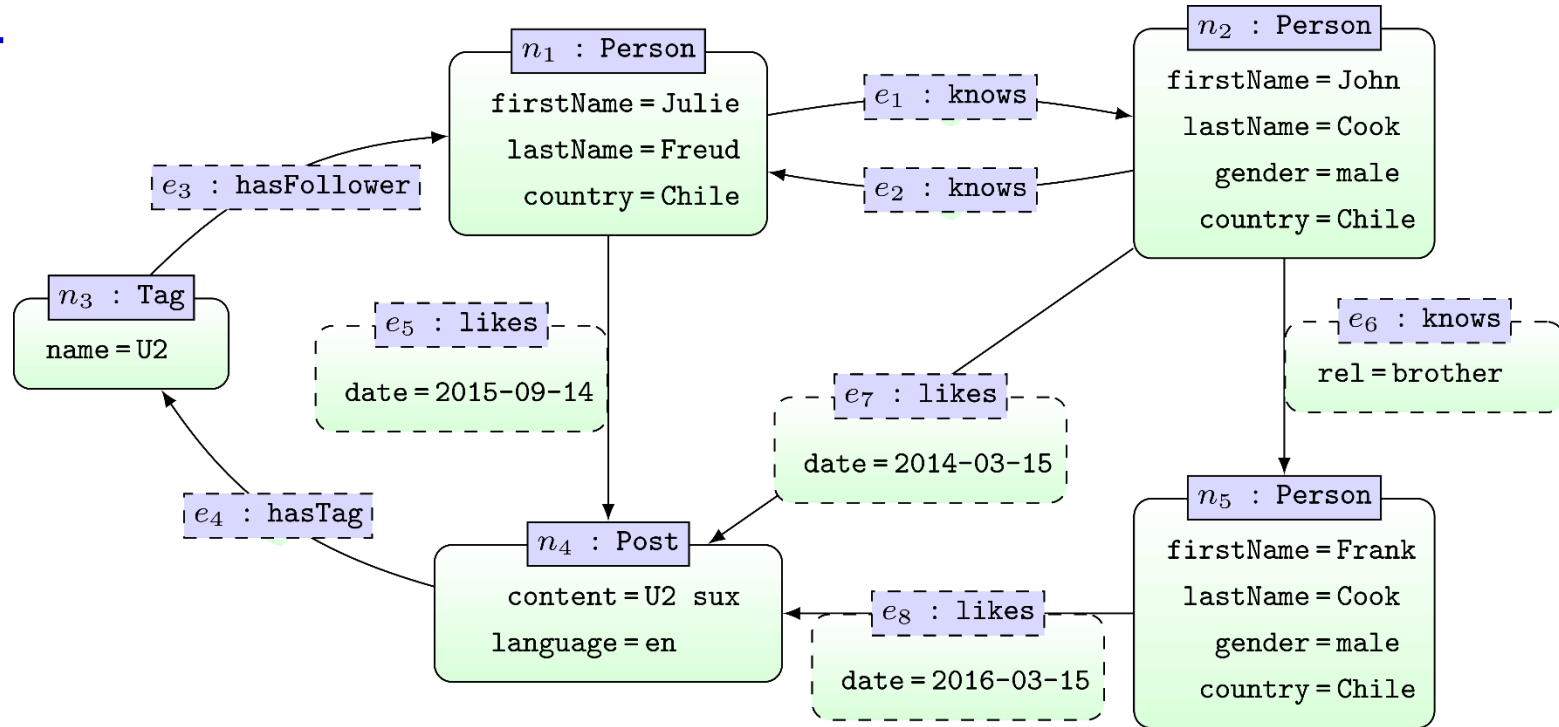 n₁ : Person
firstName = Julie
lastName = Freud
country = Chile
e₁ : knows
e₂ : knows
n₂ : Person
firstName = John
lastName = Cook
gender = male
country = Chile
e₃ : hasFollower
n₃ : Tag
name = U2
e₅ : likes
date = 2015-09-14
e₇ : likes
date = 2014-03-15
e₆ : knows
rel = brother
e₄ : hasTag
n₄ : Post
content = U2 sux
language = en
e₈ : likes
date = 2016-03-15
n₅ : Person
firstName = Frank
lastName = Cook
gender = male
country = Chile